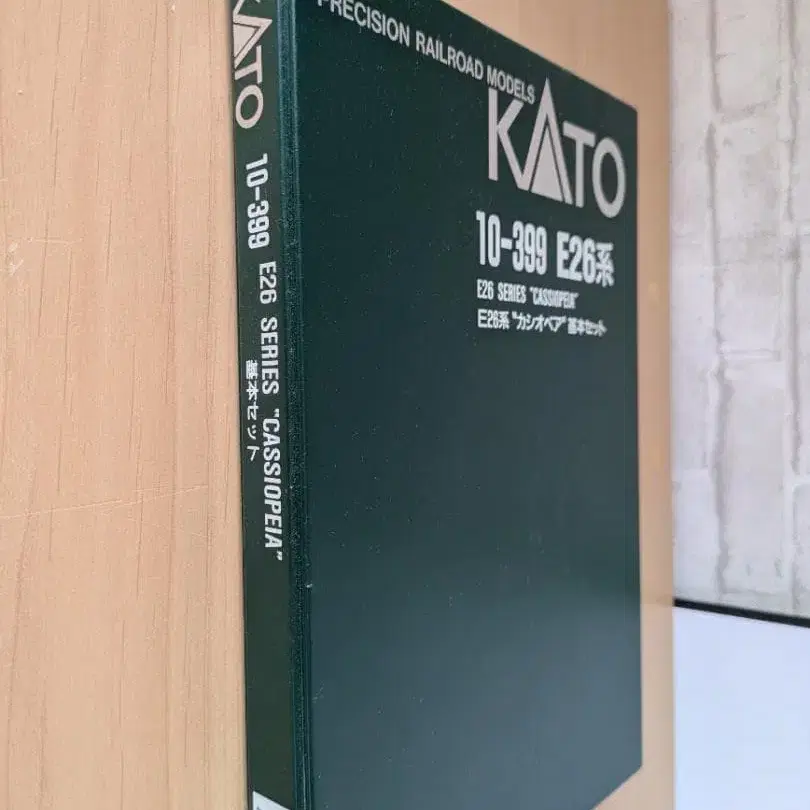 PRECISION RAILROAD MODELS
KATO
10-399 E26系
E26 SERIES "CASSIOPEIA"
E26系"カシオペア"基本セット
KATO
10-399 E26 SERIES "CASSIOPEIA"
基本セット